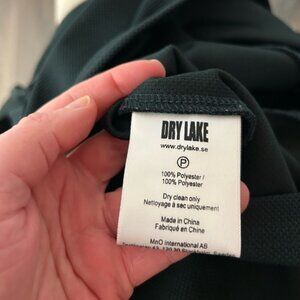 DRY LAKE
www.drylake.se
P
100% Polyester /
100% Polyester
Dry clean only
Nettoyage à sec uniquement
Made in China
Fabriqué en Chine
MnO international AB